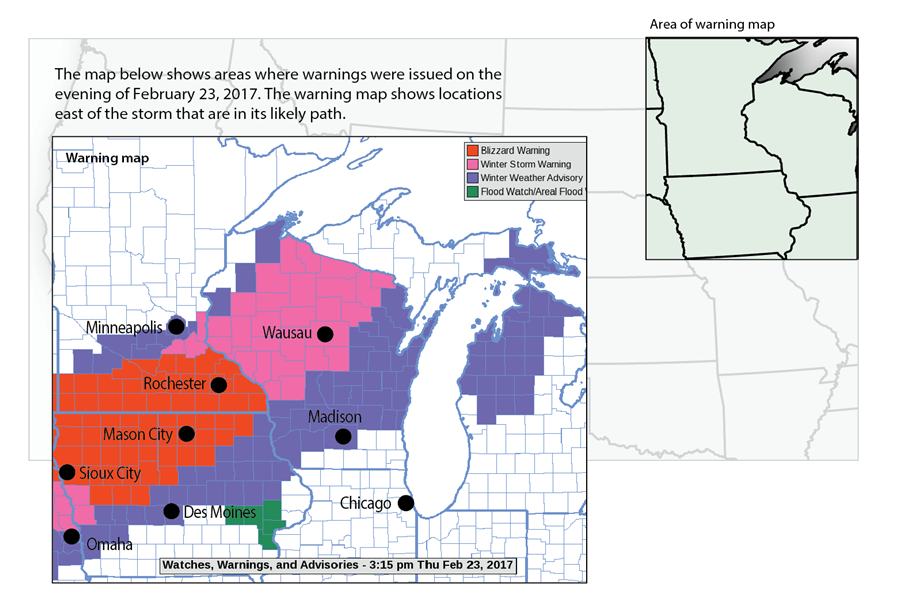 Area of warning map
The map below shows areas where warnings were issued on the
evening of February 23, 2017. The warning map shows locations
east of the storm that are in its likely path.
Warning map
Blizzard Warning
Winter Storm Warning
Winter Weather Advisory
Flood Watch/Areal Flood
Minneapolis
Wausau
Rochester
Madison
Mason City
Sioux City
Chicago
Des Moines
Omaha
Watches, Warnings, and Advisories - 3:15 pm Thu Feb 23, 2017